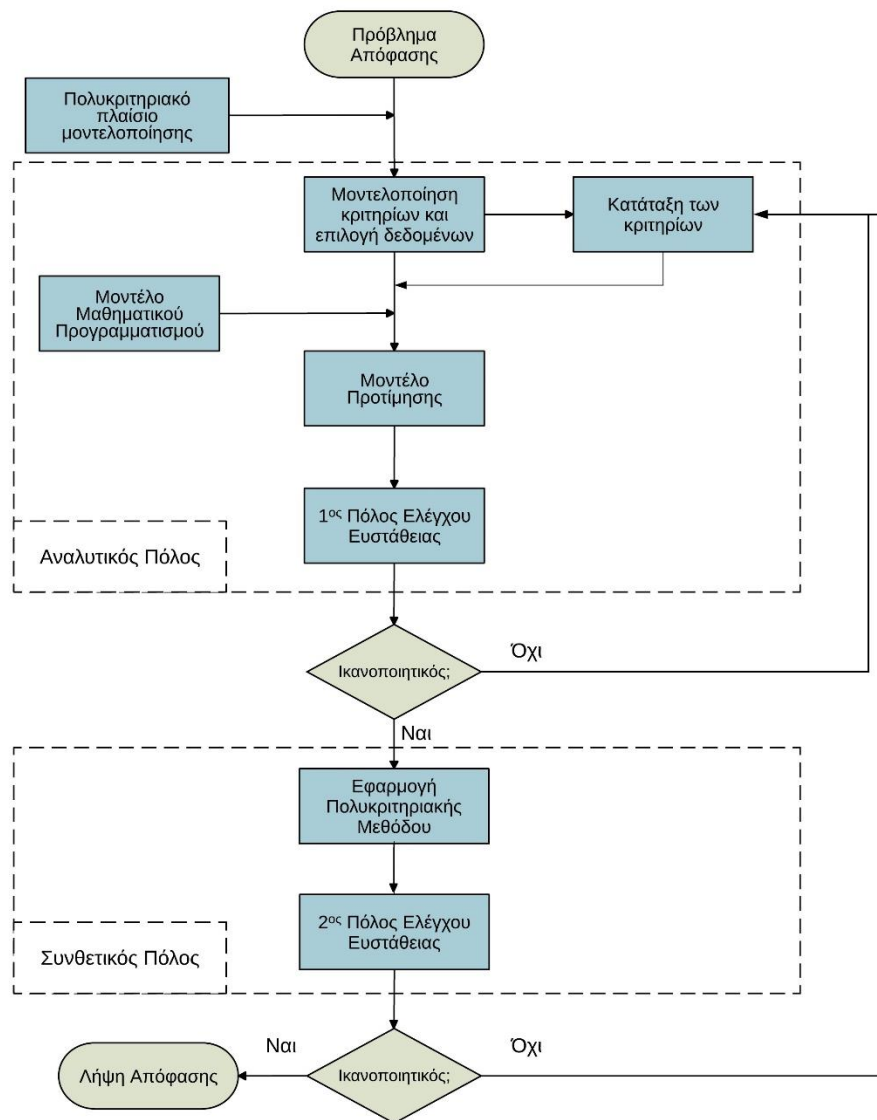 Πρόβλημα
Απόφασης
Πολυκριτηριακό
πλαίσιο
μοντελοποίησης
Μοντελοποίηση
κριτηρίων και
επιλογή δεδομένων
Κατάταξη των
κριτηρίων
Μοντέλο
Μαθηματικού
Προγραμματισμού
Μοντέλο
Προτίμησης
1ος Πόλος Ελέγχου
Ευστάθειας
Αναλυτικός Πόλος
Ικανοποιητικός;
Όχι
Ναι
Εφαρμογή
Πολυκριτηριακής
Μεθόδου
2ος Πόλος Ελέγχου
Ευστάθειας
Συνθετικός Πόλος
Ναι
Όχι
Λήψη Απόφασης
Ικανοποιητικός;